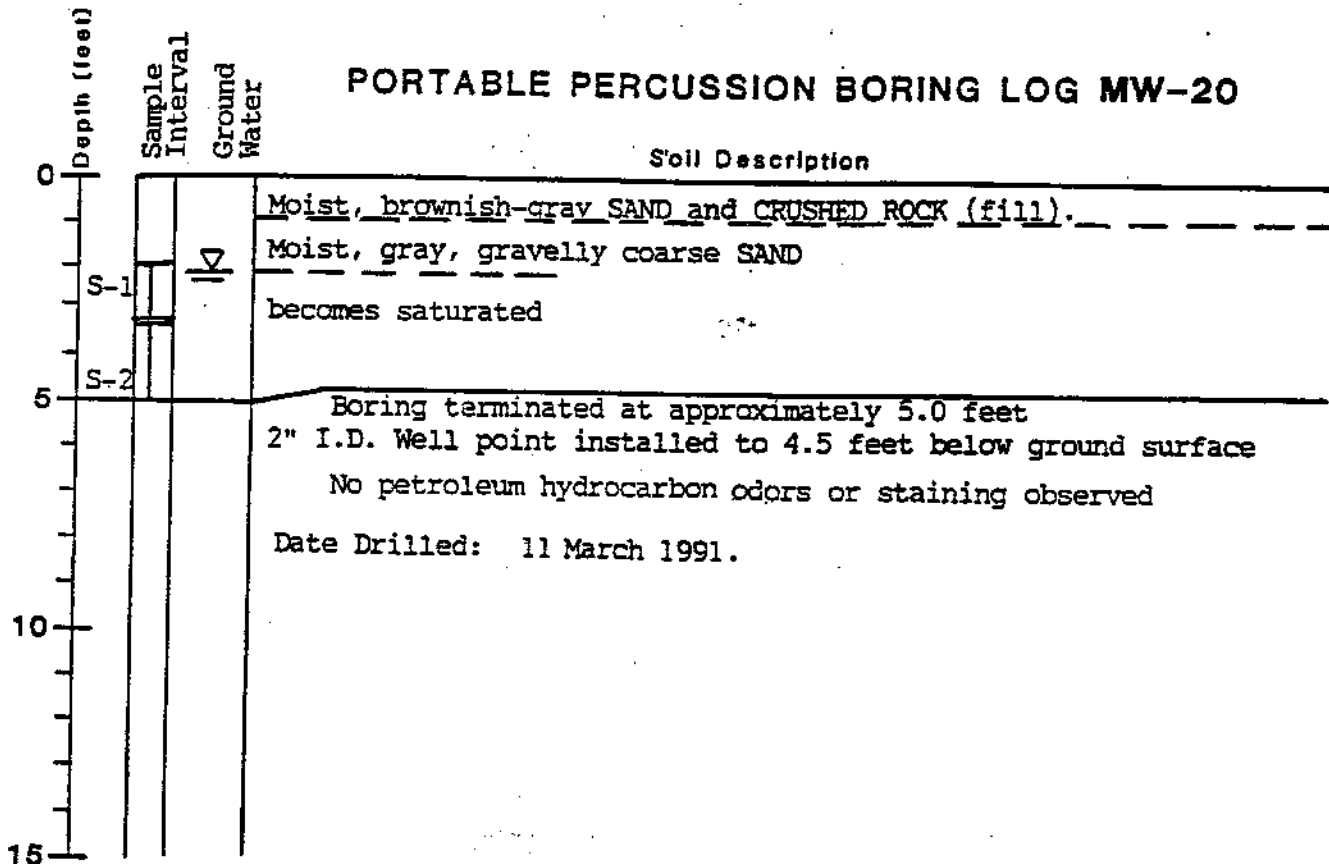 PORTABLE PERCUSSION BORING LOG MW-20
Depth (feet)
Sample
Interval
Ground
Water
Soil Description
0
Moist, brownish-gray SAND and CRUSHED ROCK (fill).
Moist, gray, gravelly coarse SAND
S-1
becomes saturated
S-2
5
Boring terminated at approximately 5.0 feet
2" I.D. Well point installed to 4.5 feet below ground surface
No petroleum hydrocarbon odors or staining observed
Date Drilled: 11 March 1991.
10
15